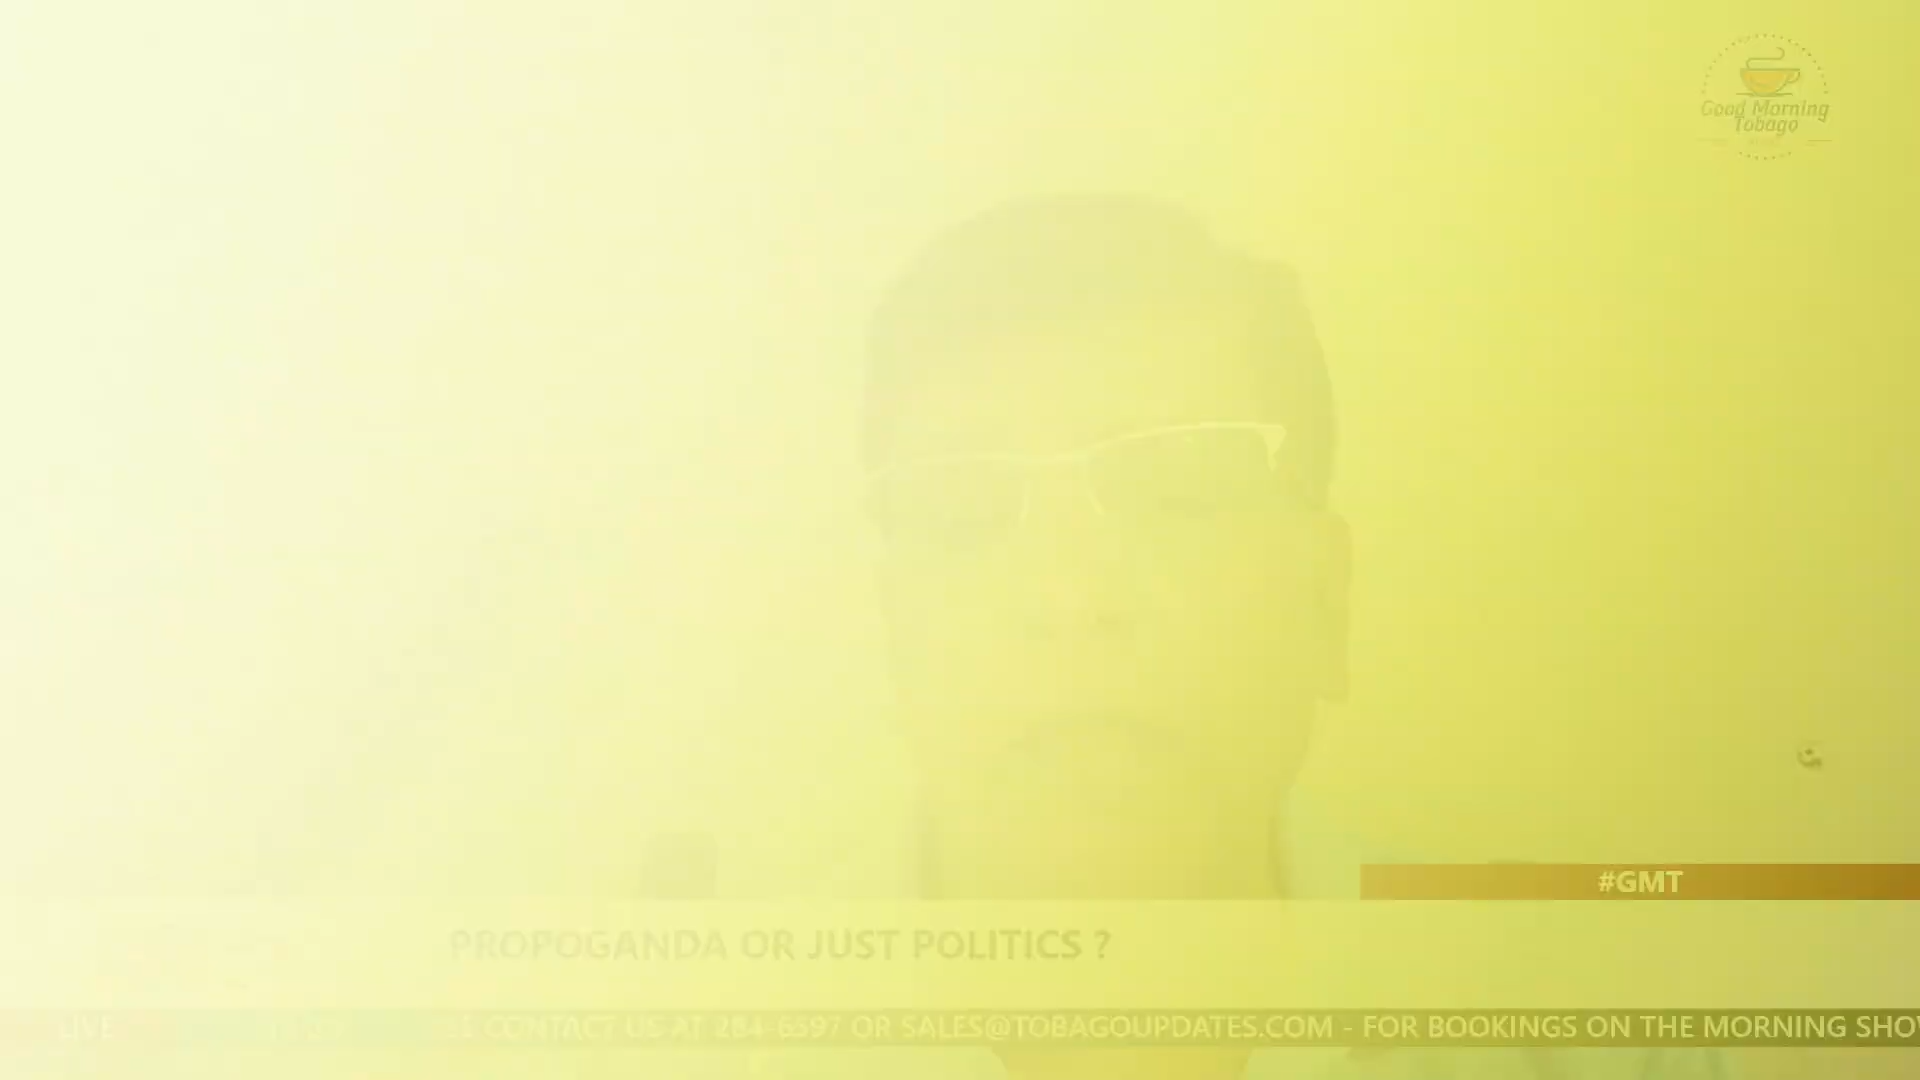 Good Morning
Tobago
#GMT
PROPOGANDA OR JUST POLITICS ?
LIVE
CONTACT US AT 284-6397 OR SALES@TOBAGOUPDATES.COM - FOR BOOKINGS ON THE MORNING SHO